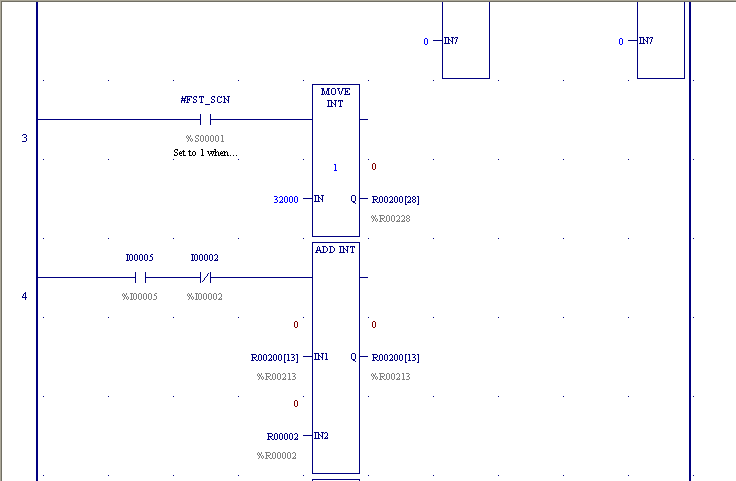 0 IN7 0 IN7
#FST_SCN
MOVE
INT
3
%S00001
Set to 1 when...
1 0
32000 IN Q R00200[28]
%R00228
ADD INT
I00005 I00002
4
%I00005 %I00002
0 0
R00200[13] IN1 Q R00200[13]
%R00213 %R00213
0
R00002 IN2
%R00002